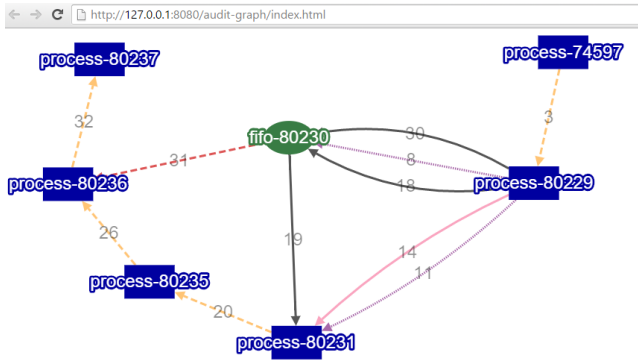 http://127.0.0.1:8080/audit-graph/index.html
process-80237
process-74597
3
32
fifo-80230
30
31
8
process-80236
18
process-80229
26
19
14
11
process-80235
20
process-80231